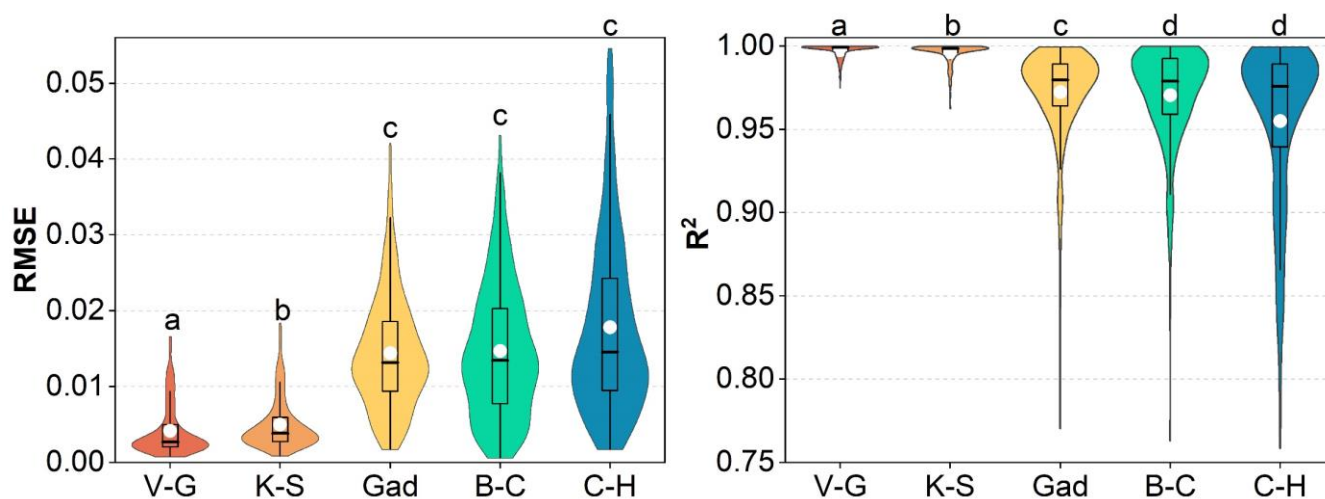 RMSE
0.05
0.04
0.03
0.02
0.01
0.00
a
b
c
c
c
V-G
K-S
Gad
B-C
C-H
R²
1.00
0.95
0.90
0.85
0.80
0.75
a
b
c
d
d
V-G
K-S
Gad
B-C
C-H